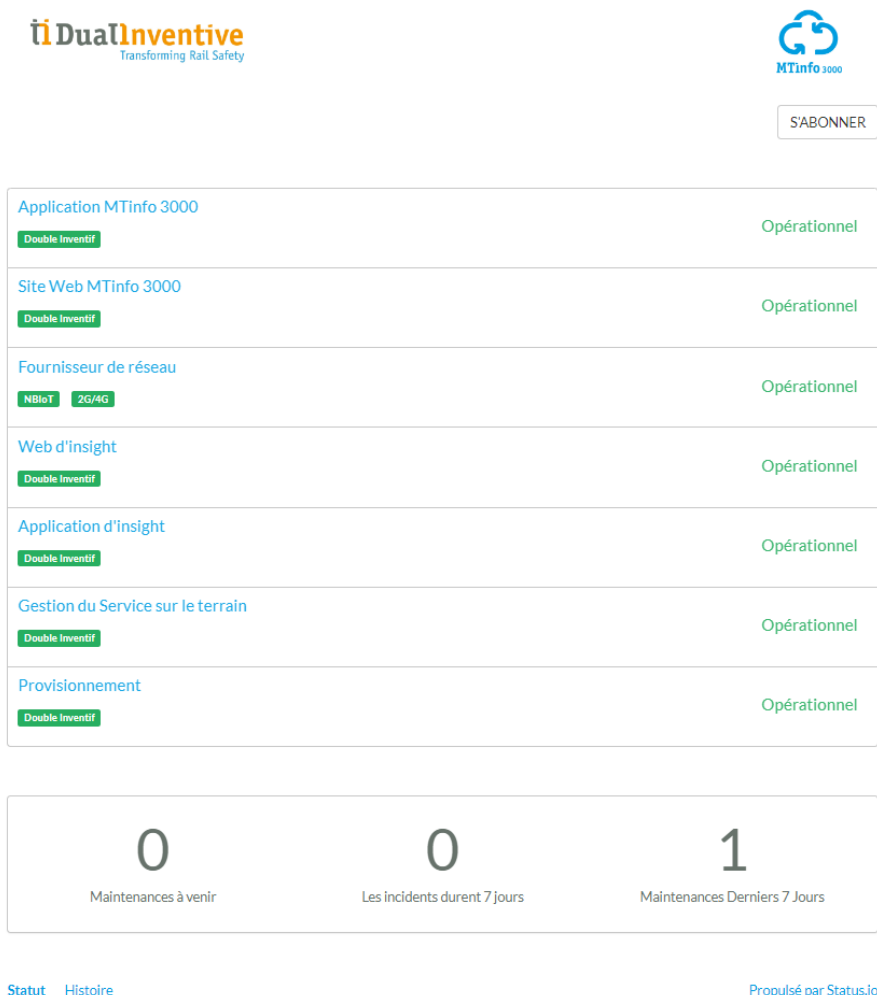 Dual Inventive
Transforming Rail Safety
MTinfo 3000
S'ABONNER
Application MTinfo 3000
Double Inventif
Opérationnel
Site Web MTinfo 3000
Double Inventif
Opérationnel
Fournisseur de réseau
NBIoT 2G/4G
Opérationnel
Web d'insight
Double Inventif
Opérationnel
Application d'insight
Double Inventif
Opérationnel
Gestion du Service sur le terrain
Double Inventif
Opérationnel
Provisionnement
Double Inventif
Opérationnel
0 0 1
Maintenances à venir Les incidents durent 7 jours Maintenances Derniers 7 Jours
Statut Histoire Propulsé par Status.io